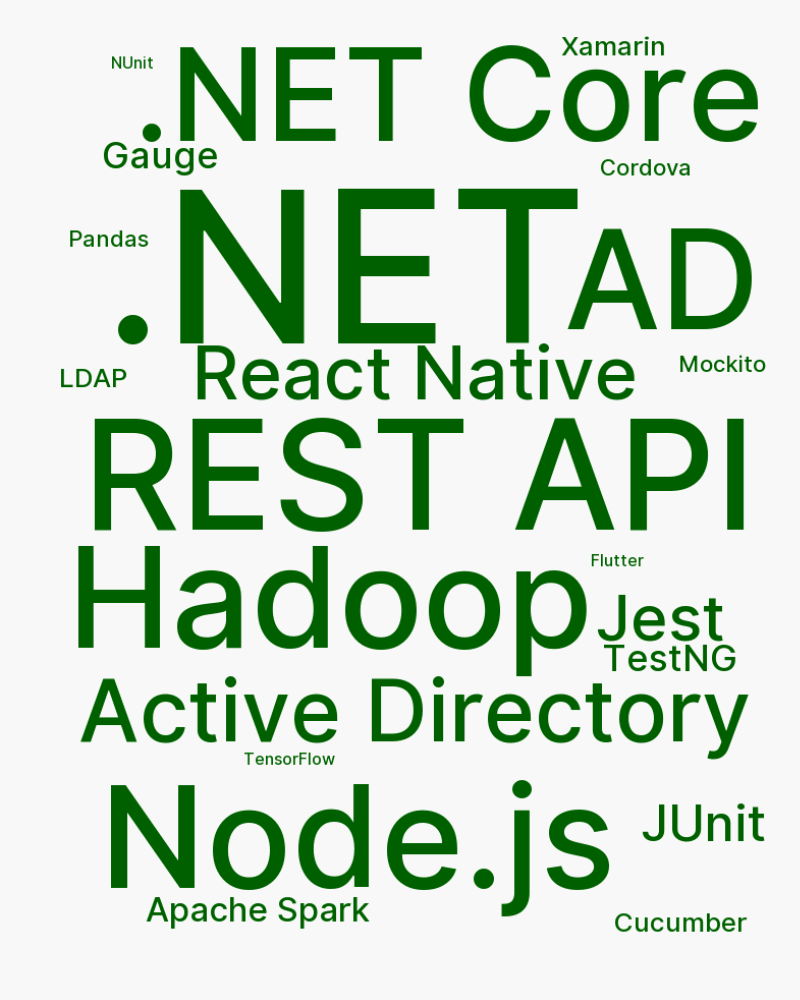 Xamarin
NUnit
.NET Core
Gauge
Cordova
.NET
Pandas
AD
React Native
Mockito
LDAP
REST API
Hadoop
Flutter
Jest
TestNG
Active Directory
TensorFlow
Node.js
JUnit
Apache Spark
Cucumber